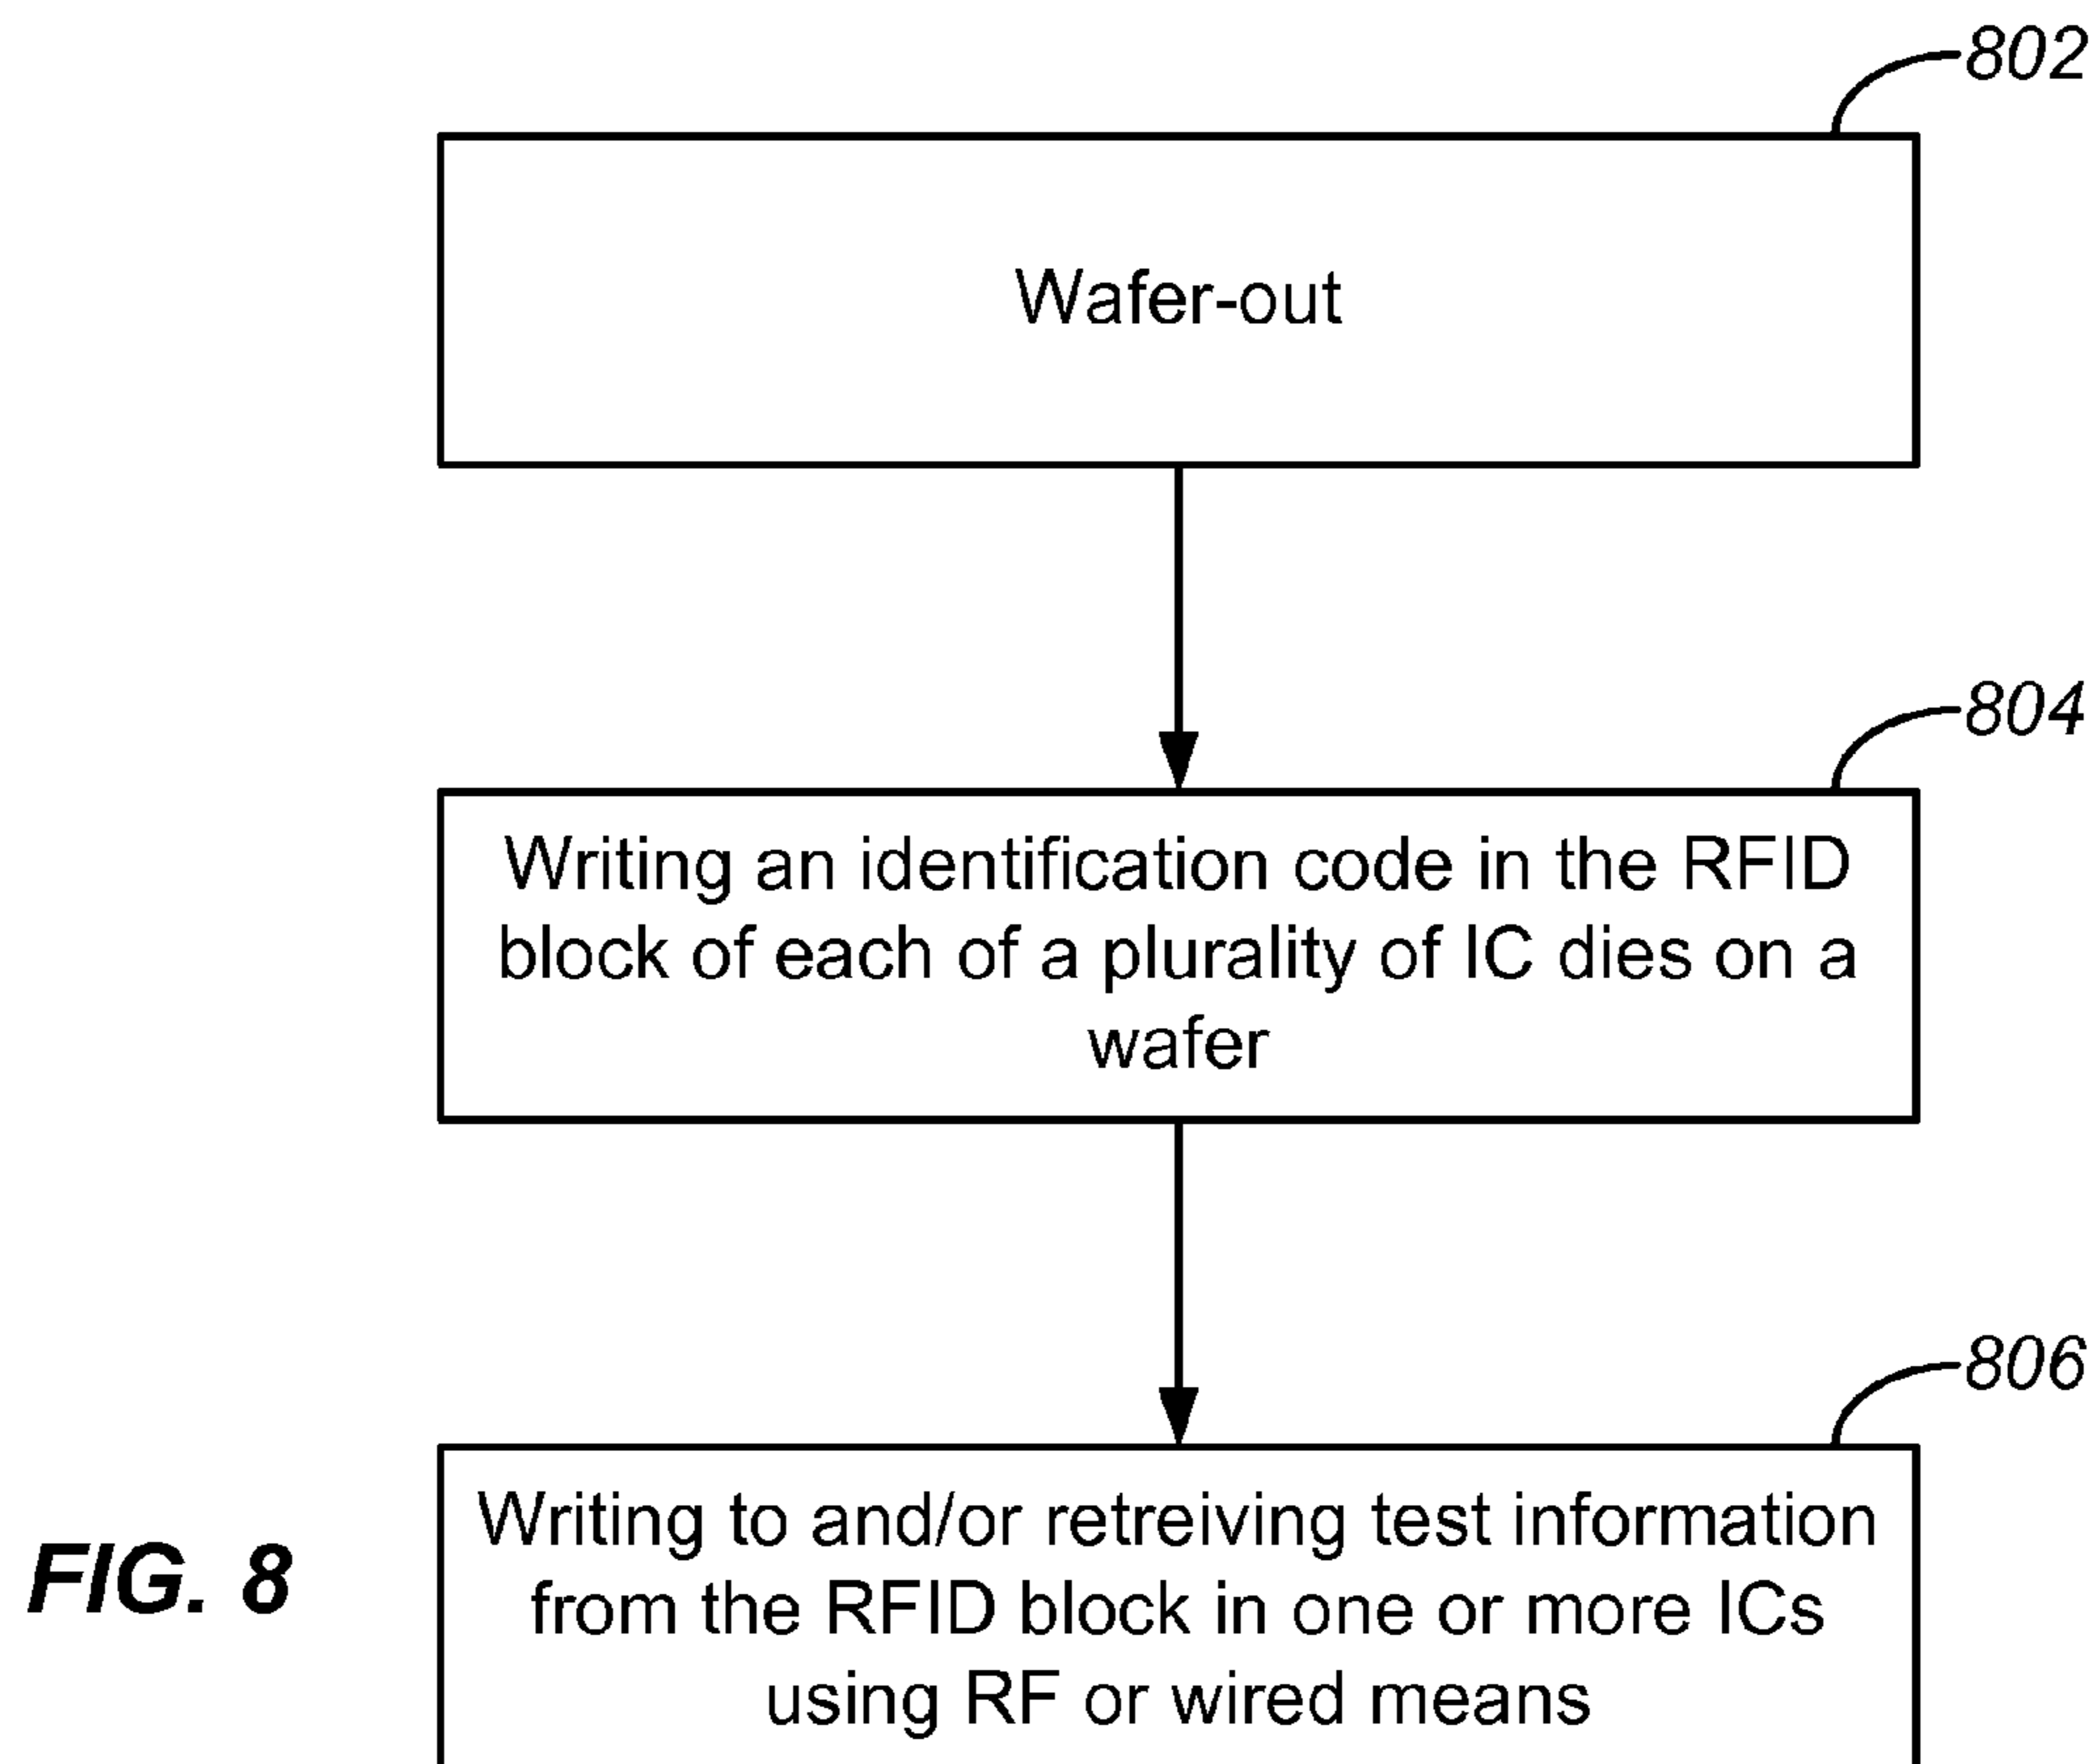 802
Wafer-out
804
Writing an identification code in the RFID
block of each of a plurality of IC dies on a
wafer
806
Writing to and/or retreiving test information
from the RFID block in one or more ICs
using RF or wired means
FIG. 8